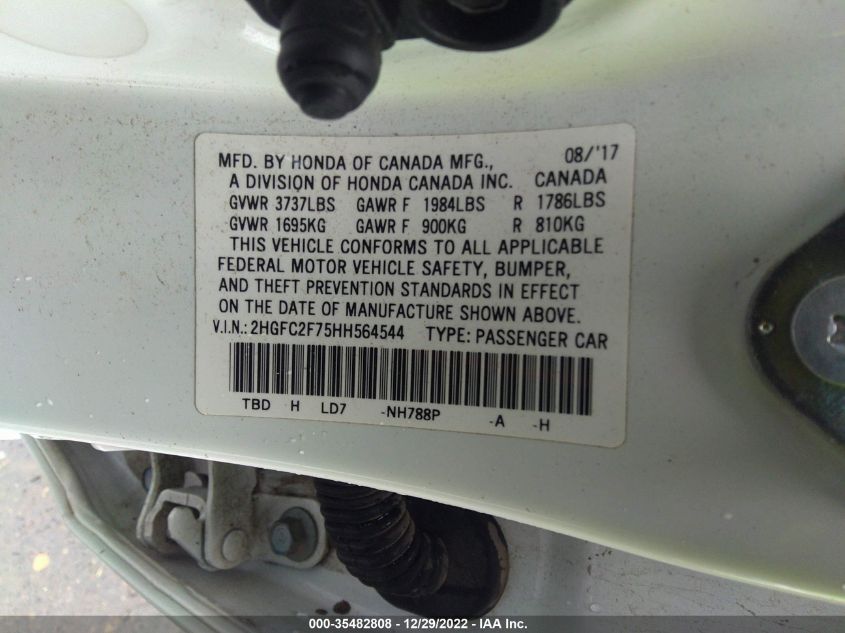 MFD. BY HONDA OF CANADA MFG., 08/'17
A DIVISION OF HONDA CANADA INC. CANADA
GVWR 3737LBS GAWR F 1984LBS R 1786LBS
GVWR 1695KG GAWR F 900KG R 810KG
THIS VEHICLE CONFORMS TO ALL APPLICABLE
FEDERAL MOTOR VEHICLE SAFETY, BUMPER,
AND THEFT PREVENTION STANDARDS IN EFFECT
ON THE DATE OF MANUFACTURE SHOWN ABOVE.
V.I.N.: 2HGFC2F75HH564544 TYPE: PASSENGER CAR
TBD H LD7 -NH788P -A -H
000-35482808 - 12/29/2022 - IAA Inc.